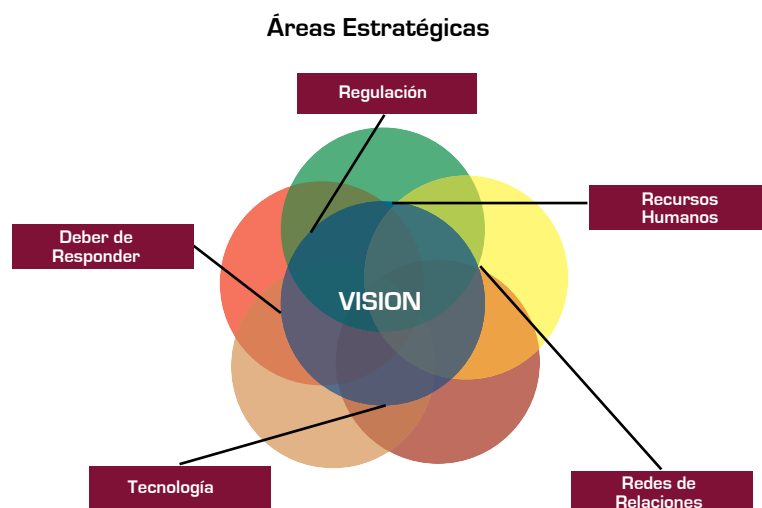 Áreas Estratégicas
Regulación
Recursos
Humanos
Deber de
Responder
VISION
Tecnología
Redes de
Relaciones